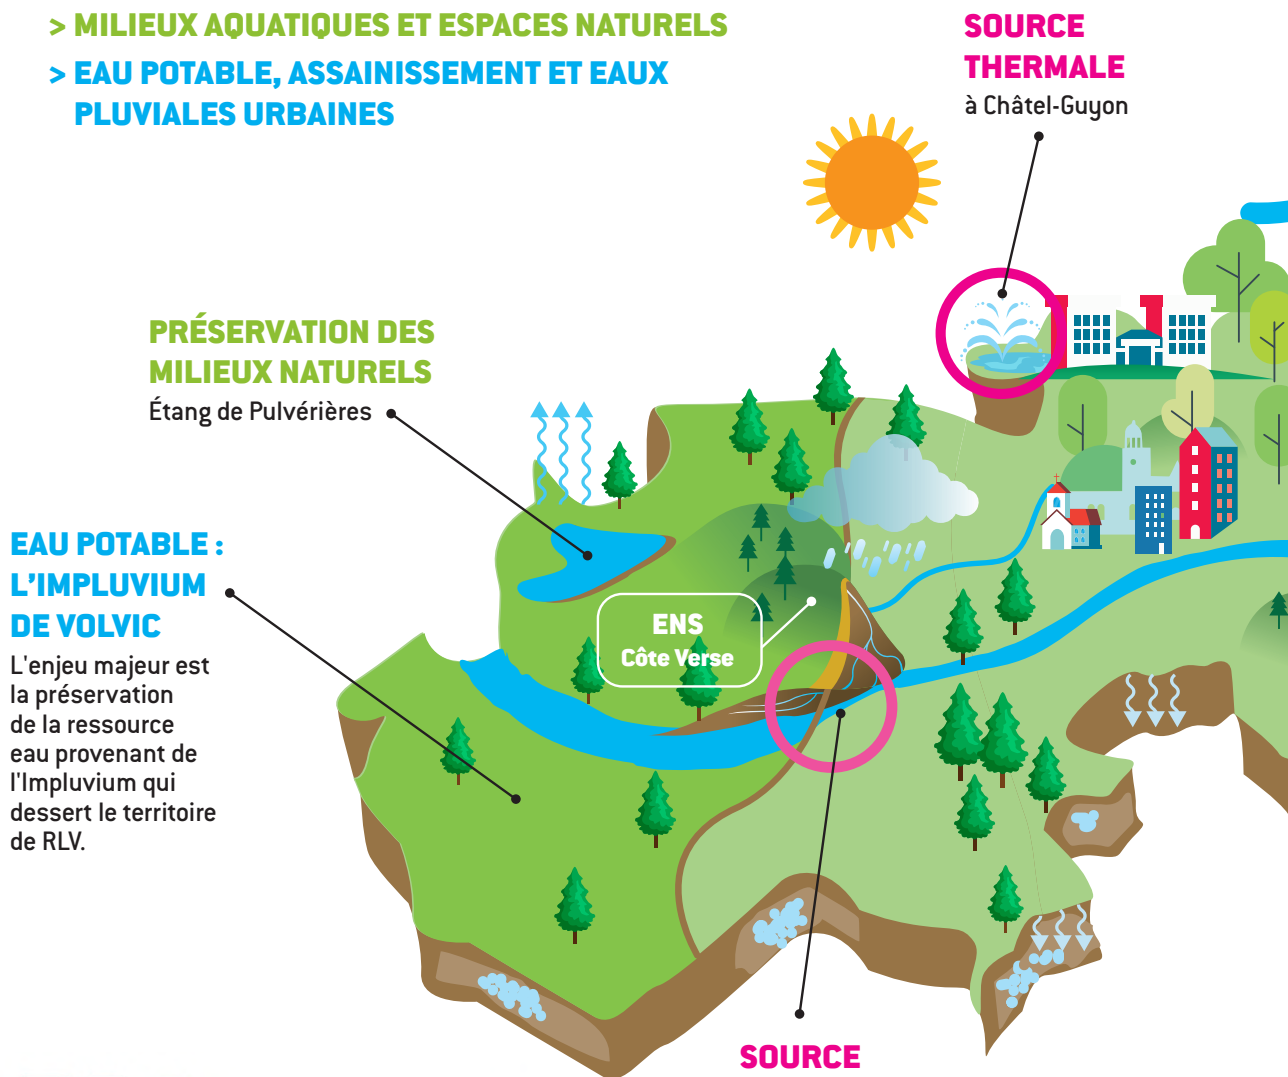 > MILIEUX AQUATIQUES ET ESPACES NATURELS
> EAU POTABLE, ASSAINISSEMENT ET EAUX
PLUVIALES URBAINES
SOURCE
THERMALE
à Châtel-Guyon
PRÉSERVATION DES
MILIEUX NATURELS
Étang de Pulvérières
EAU POTABLE :
L'IMPLUVIUM
DE VOLVIC
L'enjeu majeur est
la préservation
de la ressource
eau provenant de
l'Impluvium qui
dessert le territoire
de RLV.
ENS
Côte Verse
SOURCE